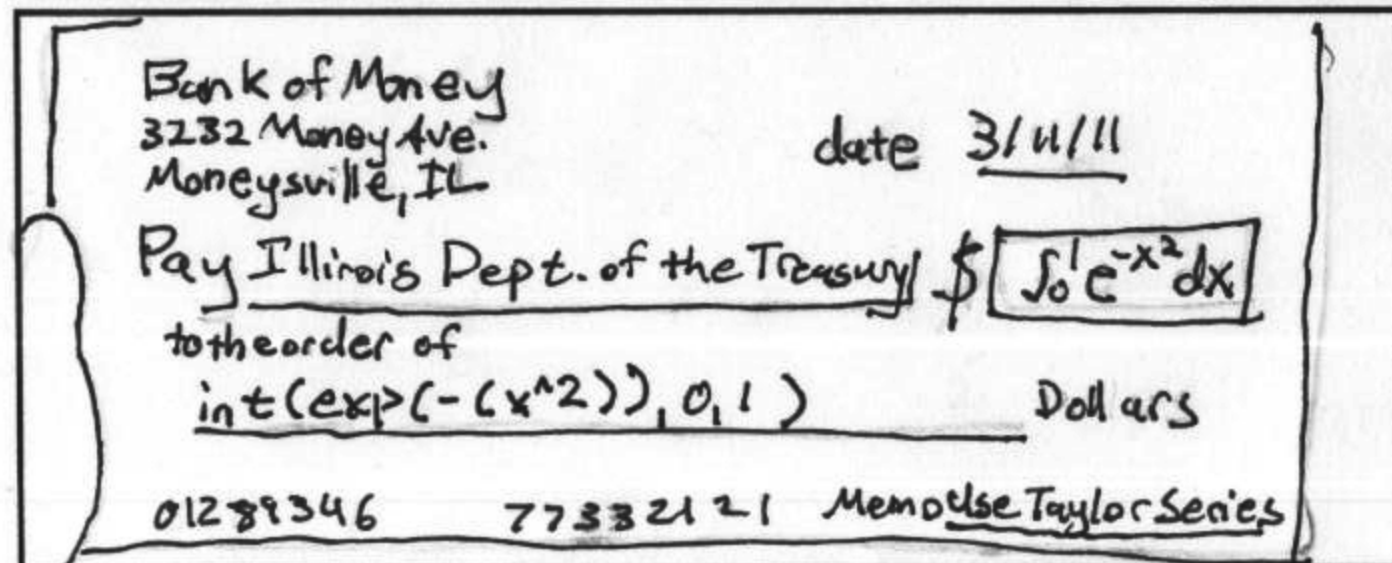 Bank of Money
3232 Money Ave.
Moneysville, IL
date 3/11/11
Pay Illinois Dept. of the Treasury $ ∫₀¹ e^-x² dx
to the order of
int(exp(-(x^2)),0,1) Dollars
01289346 77332121 Memo Use Taylor Series